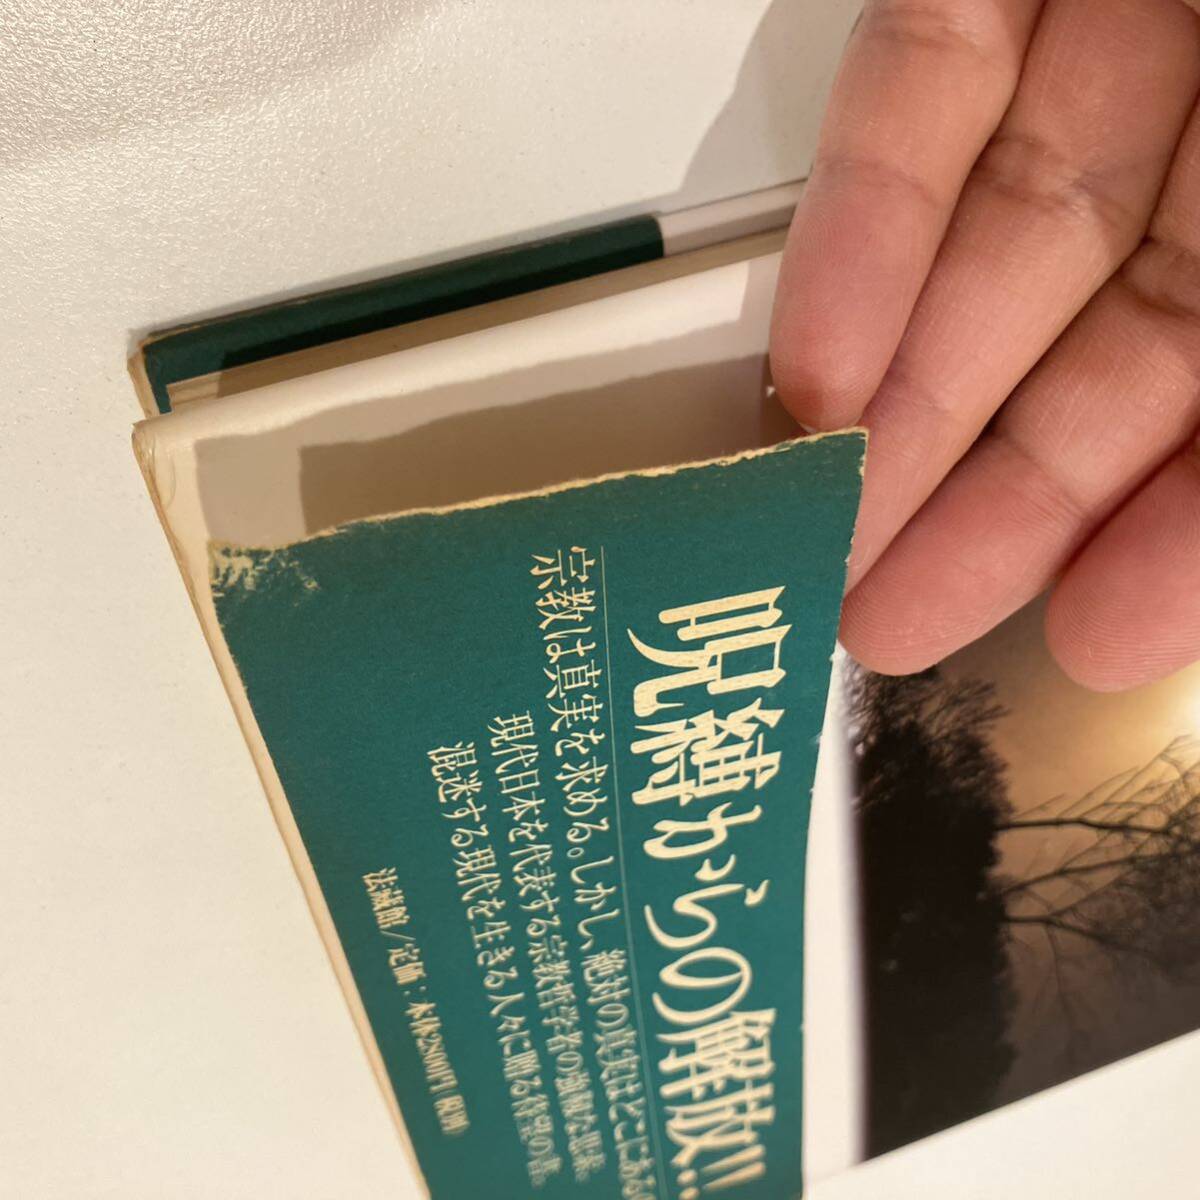 呪縛からの解放!!
宗教は真実を求める。しかし、絶対の真実はどこにある
現代日本を代表する宗教哲学者の強靱な思索。
混迷する現代を生きる人々に贈る待望の書。
法藏館/定価:本体2800円(税別)